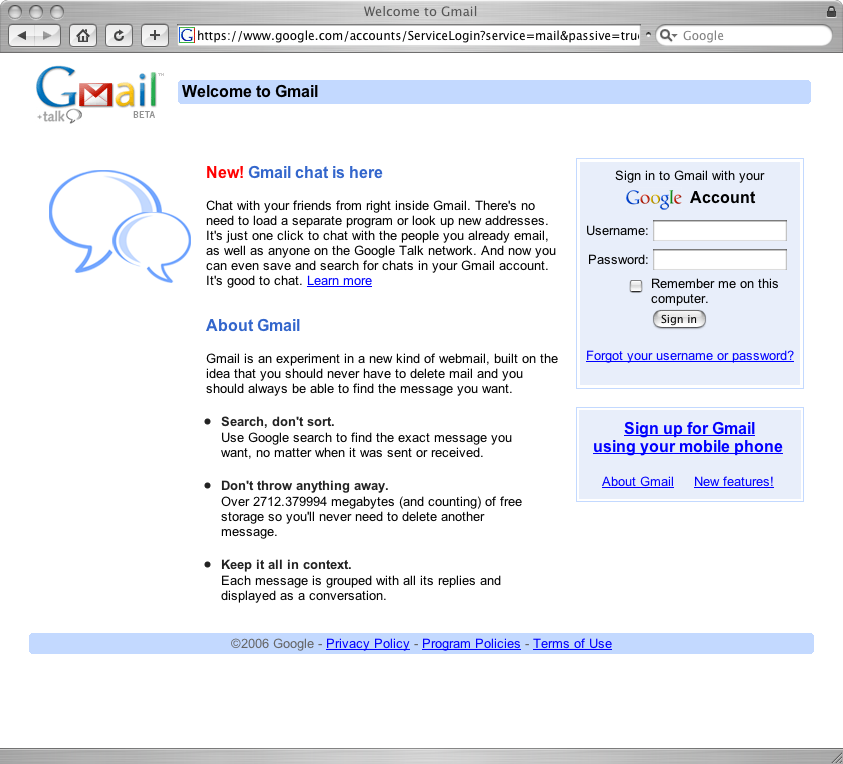 Welcome to Gmail
https://www.google.com/accounts/ServiceLogin?service=mail&passive=true
Google
Gmail™
+talk BETA
Welcome to Gmail
New! Gmail chat is here
Chat with your friends from right inside Gmail. There's no
need to load a separate program or look up new addresses.
It's just one click to chat with the people you already email,
as well as anyone on the Google Talk network. And now you
can even save and search for chats in your Gmail account.
It's good to chat. Learn more
About Gmail
Gmail is an experiment in a new kind of webmail, built on the
idea that you should never have to delete mail and you
should always be able to find the message you want.
Search, don't sort.
Use Google search to find the exact message you
want, no matter when it was sent or received.
Don't throw anything away.
Over 2712.379994 megabytes (and counting) of free
storage so you'll never need to delete another
message.
Keep it all in context.
Each message is grouped with all its replies and
displayed as a conversation.
Sign in to Gmail with your
Google Account
Username:
Password:
Remember me on this
computer.
Sign in
Forgot your username or password?
Sign up for Gmail
using your mobile phone
About Gmail New features!
©2006 Google - Privacy Policy - Program Policies - Terms of Use